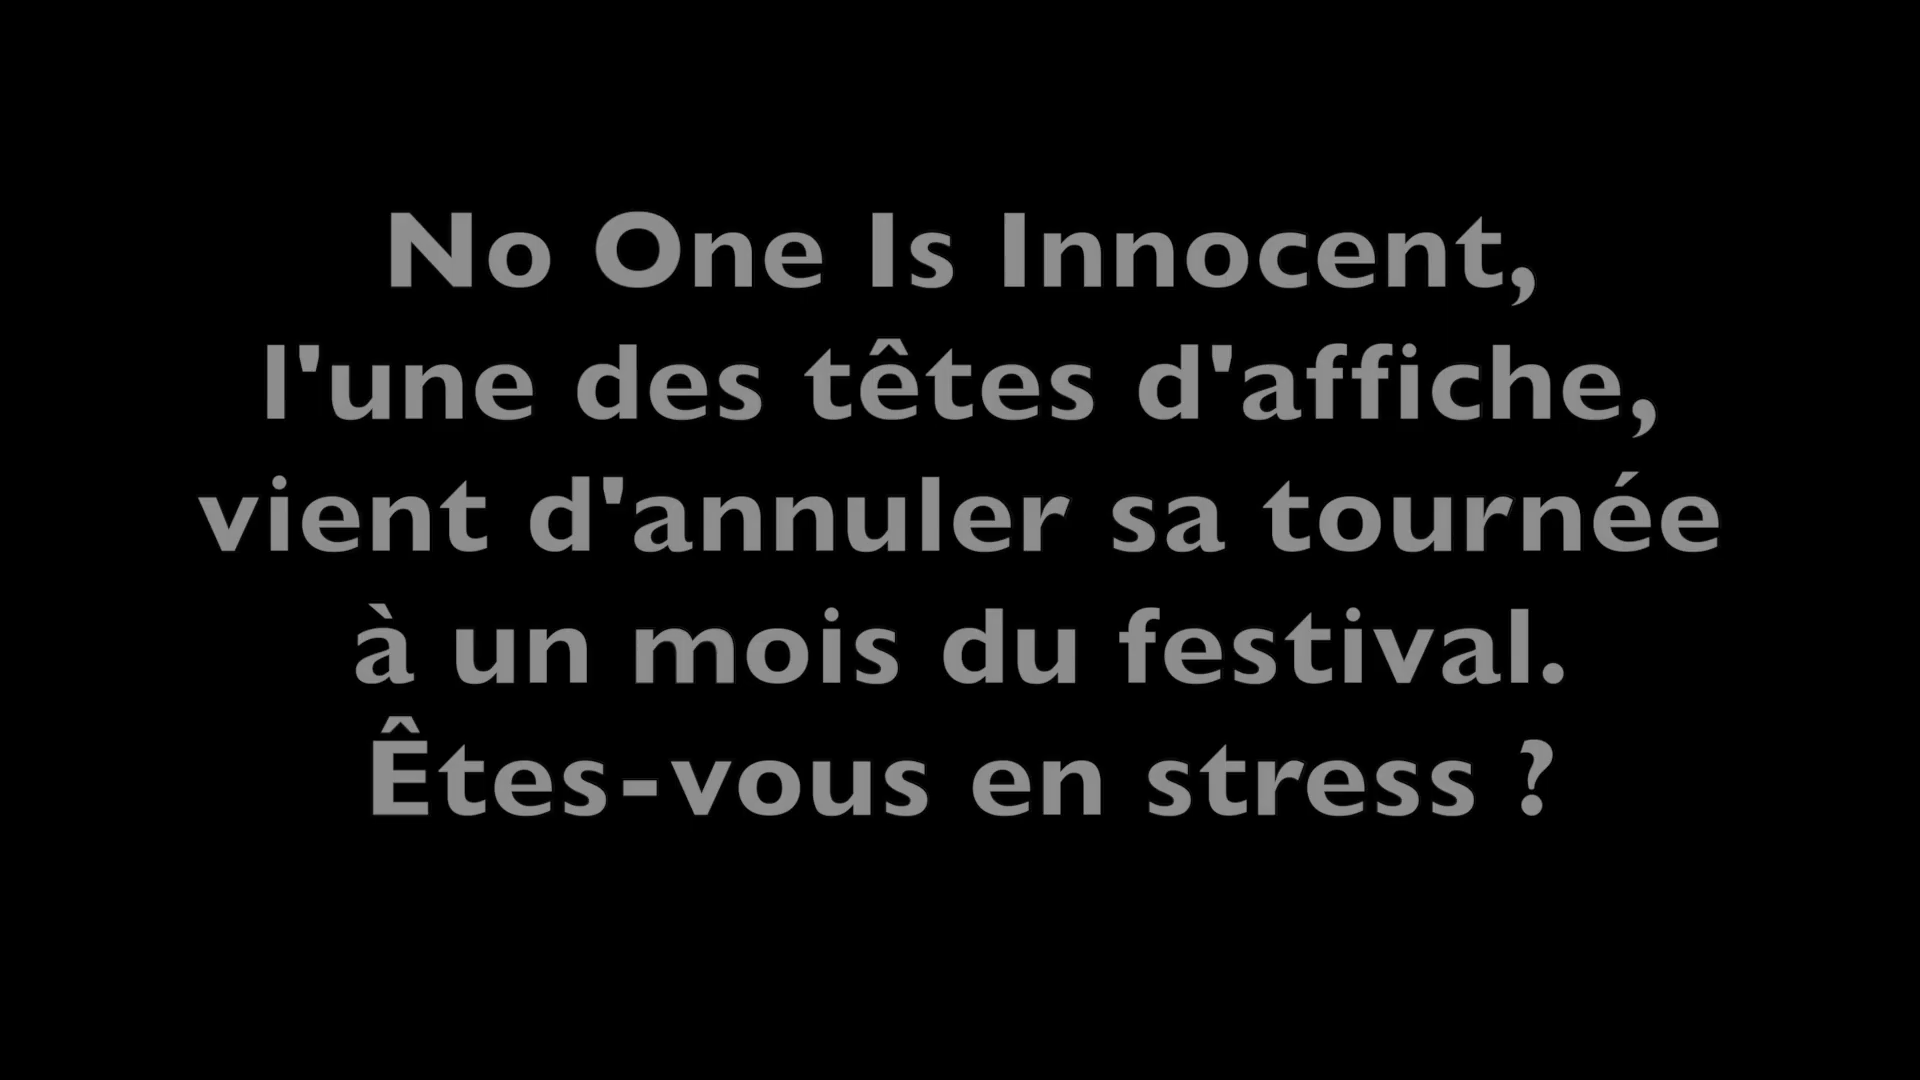 No One Is Innocent,
l'une des têtes d'affiche,
vient d'annuler sa tournée
à un mois du festival.
Êtes-vous en stress ?